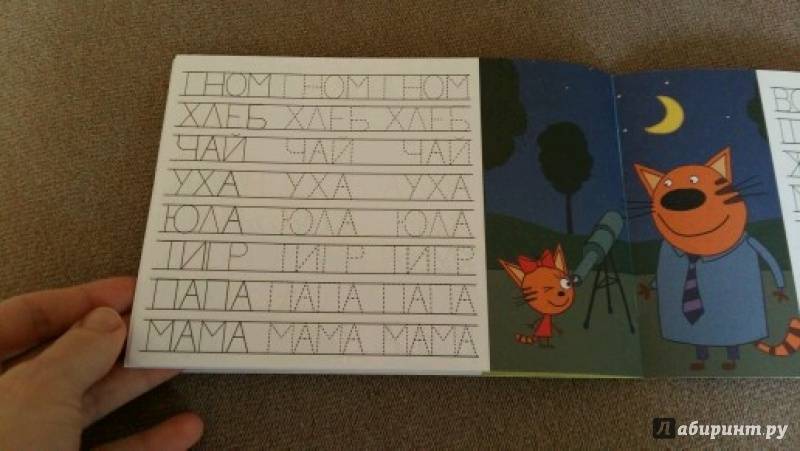 ГНОМ ГНОМ ГНОМ
ХЛЕБ ХЛЕБ ХЛЕБ
ЧАЙ ЧАЙ ЧАЙ
УХА УХА УХА
ЮЛА ЮЛА ЮЛА
ТИГР ТИГР ТИГР
ПАПА ПАПА ПАПА
МАМА МАМА МАМА
Лабиринт.ру